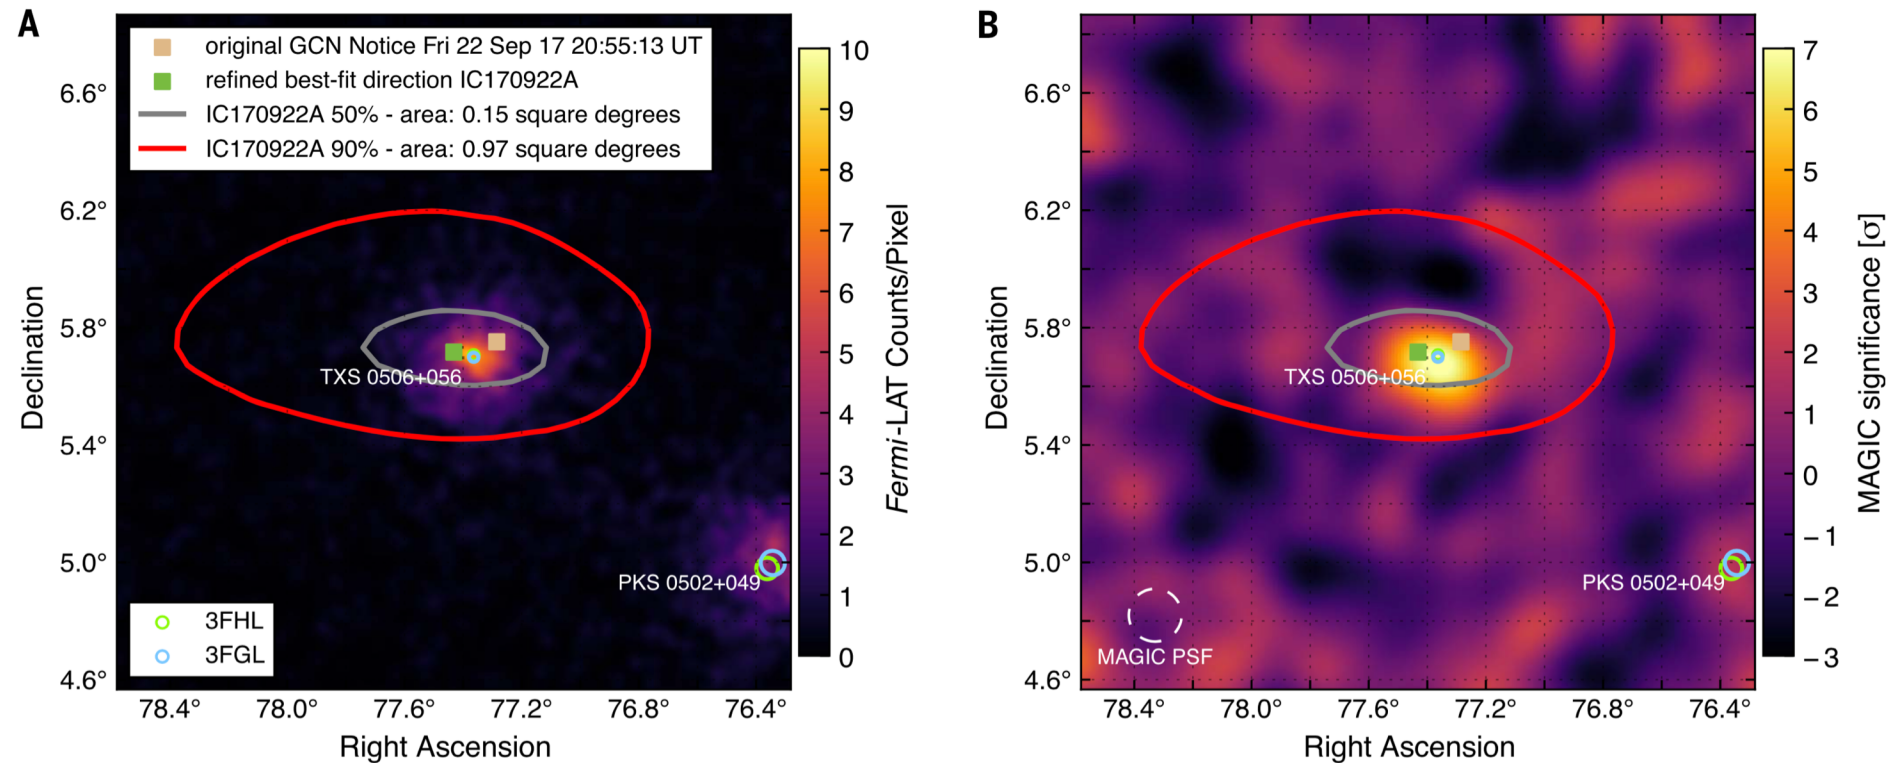 A
original GCN Notice Fri 22 Sep 17 20:55:13 UT
refined best-fit direction IC170922A
IC170922A 50% - area: 0.15 square degrees
IC170922A 90% - area: 0.97 square degrees
6.6°
6.2°
5.8°
5.4°
5.0°
4.6°
Declination
TXS 0506+056
PKS 0502+049
3FHL
3FGL
78.4° 78.0° 77.6° 77.2° 76.8° 76.4°
Right Ascension
10
9
8
7
6
5
4
3
2
1
0
Fermi-LAT Counts/Pixel
B
6.6°
6.2°
5.8°
5.4°
5.0°
4.6°
Declination
TXS 0506+056
PKS 0502+049
MAGIC PSF
78.4° 78.0° 77.6° 77.2° 76.8° 76.4°
Right Ascension
7
6
5
4
3
2
1
0
−1
−2
−3
MAGIC significance [σ]